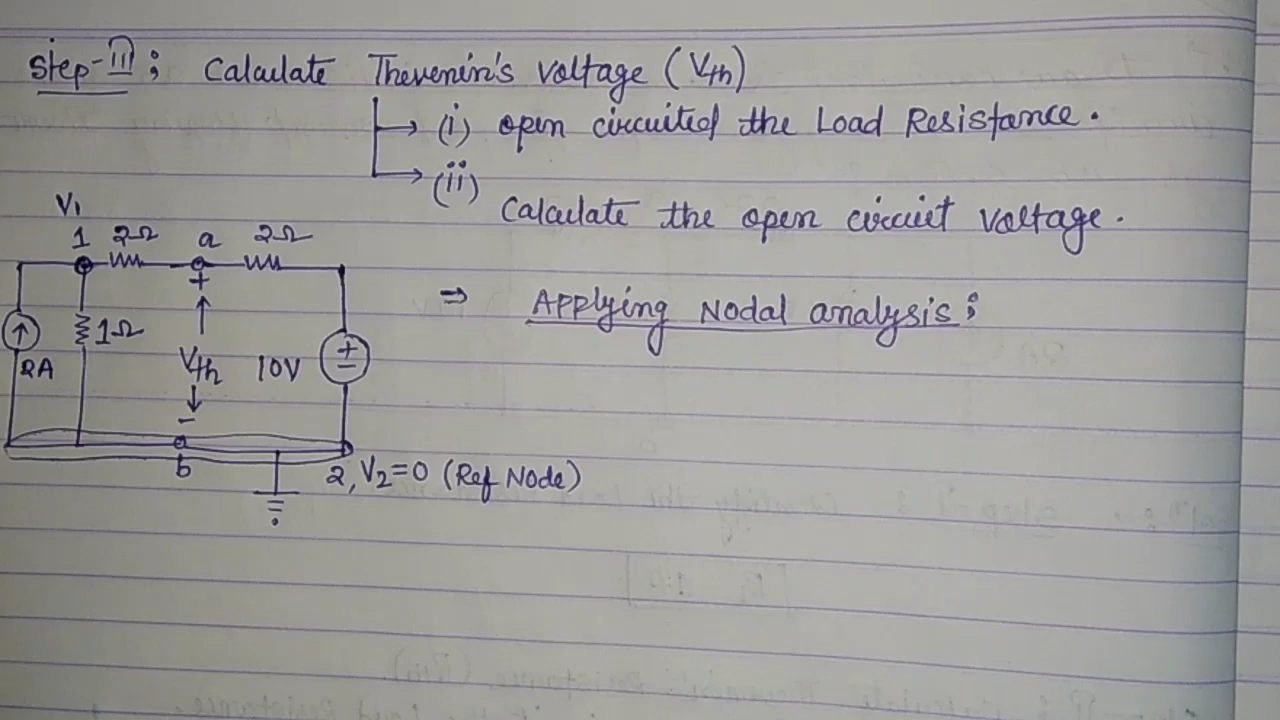 Step-III; Calculate Thevenin's Voltage (Vth)
→ (i) open circuited the Load Resistance.
→ (ii) Calculate the open circuit voltage.
V1
1 2Ω a 2Ω
⇒ Applying Nodal analysis;
+
1Ω
2A Vth 10V + -
-
b 2, V2=0 (Ref Node)